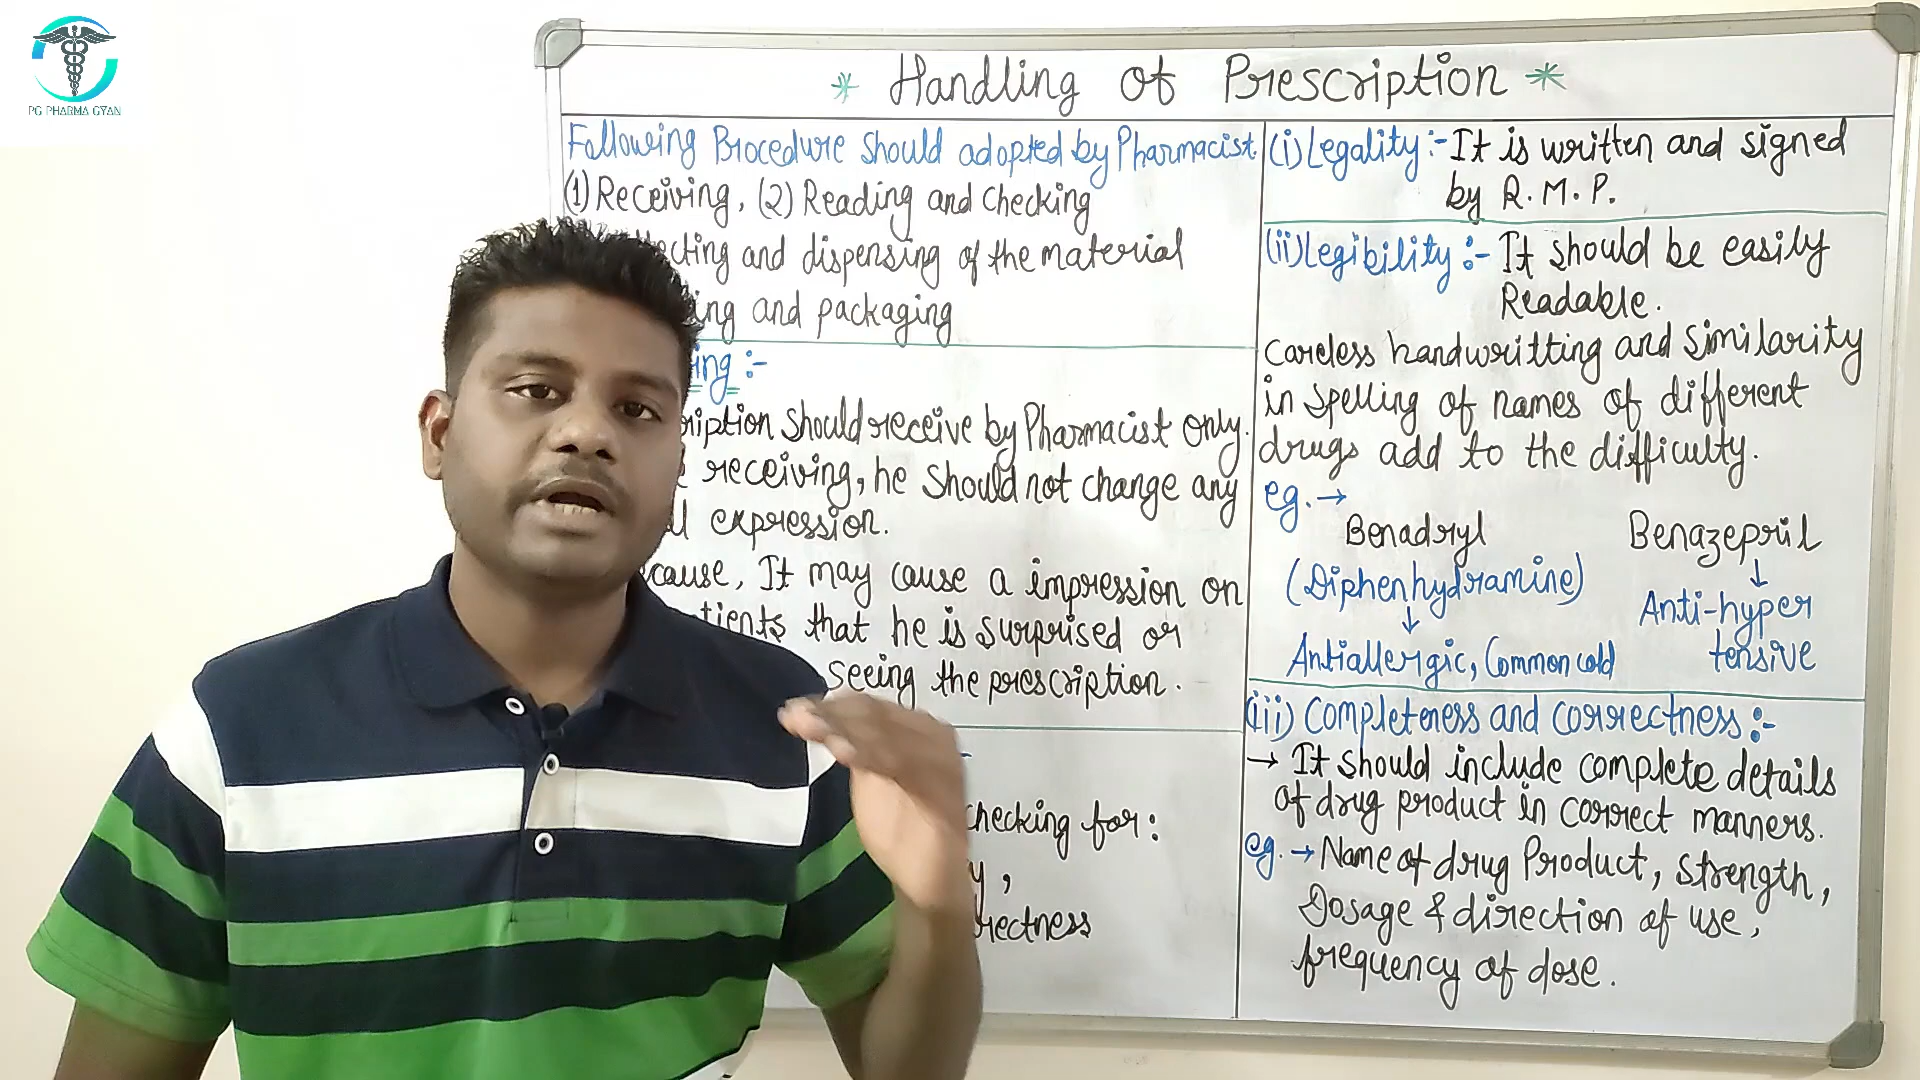 PG PHARMA GYAN
* Handling of Prescription *
Following Procedure should adopted by Pharmacist.
(1) Receiving, (2) Reading and checking
and dispensing of the material
and packaging
:-
should receive by Pharmacist only.
receiving, he should not change any
expression.
It may cause a impression on
that he is surprised or
seeing the prescription.
checking for:
(i) Legality :- It is written and signed
by R.M.P.
(ii) Legibility :- It should be easily
Readable.
careless handwritting and similarity
in spelling of names of different
drugs add to the difficulty.
eg. →
Benadryl Benazepril
(Diphenhydramine) ↓
↓ Anti-hyper
Antiallergic, Common cold tensive
(iii) Completeness and correctness :-
→ It should include complete details
of drug product in correct manners.
eg. → Name of drug Product, strength,
Dosage & direction of use,
frequency of dose.